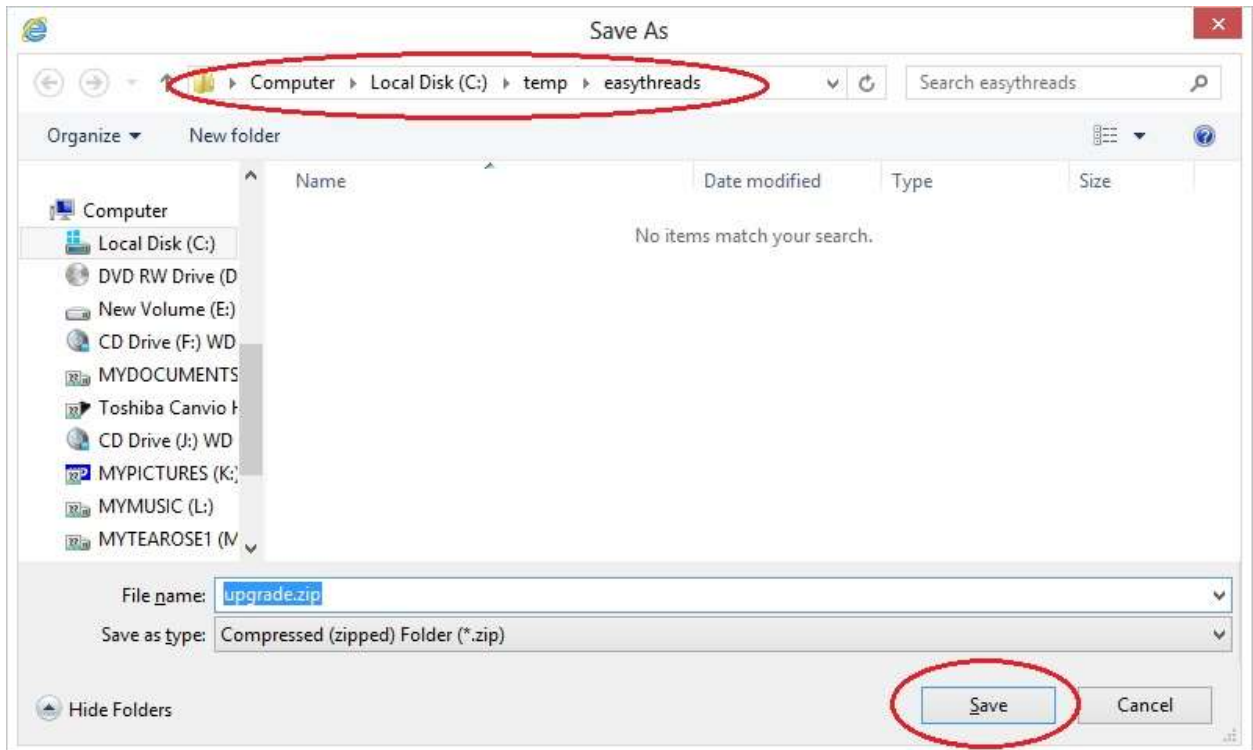 Save As
Computer Local Disk (C:) temp easythreads
Search easythreads
Organize New folder
Name Date modified Type Size
No items match your search.
Computer
Local Disk (C:)
DVD RW Drive (D
New Volume (E:)
CD Drive (F:) WD
MYDOCUMENTS
Toshiba Canvio H
CD Drive (J:) WD
MYPICTURES (K:)
MYMUSIC (L:)
MYTEAROSE1 (M
File name: upgrade.zip
Save as type: Compressed (zipped) Folder (*.zip)
Hide Folders Save Cancel